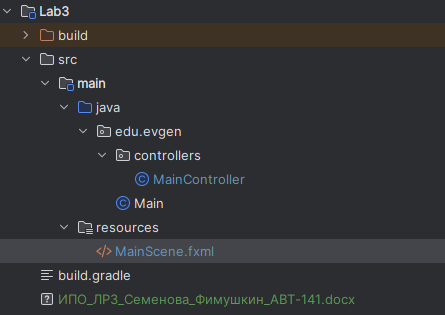 Lab3
build
src
main
java
edu.evgen
controllers
MainController
Main
resources
MainScene.fxml
build.gradle
ИПО_ЛР3_Семенова_Фимушкин_АВТ-141.docx